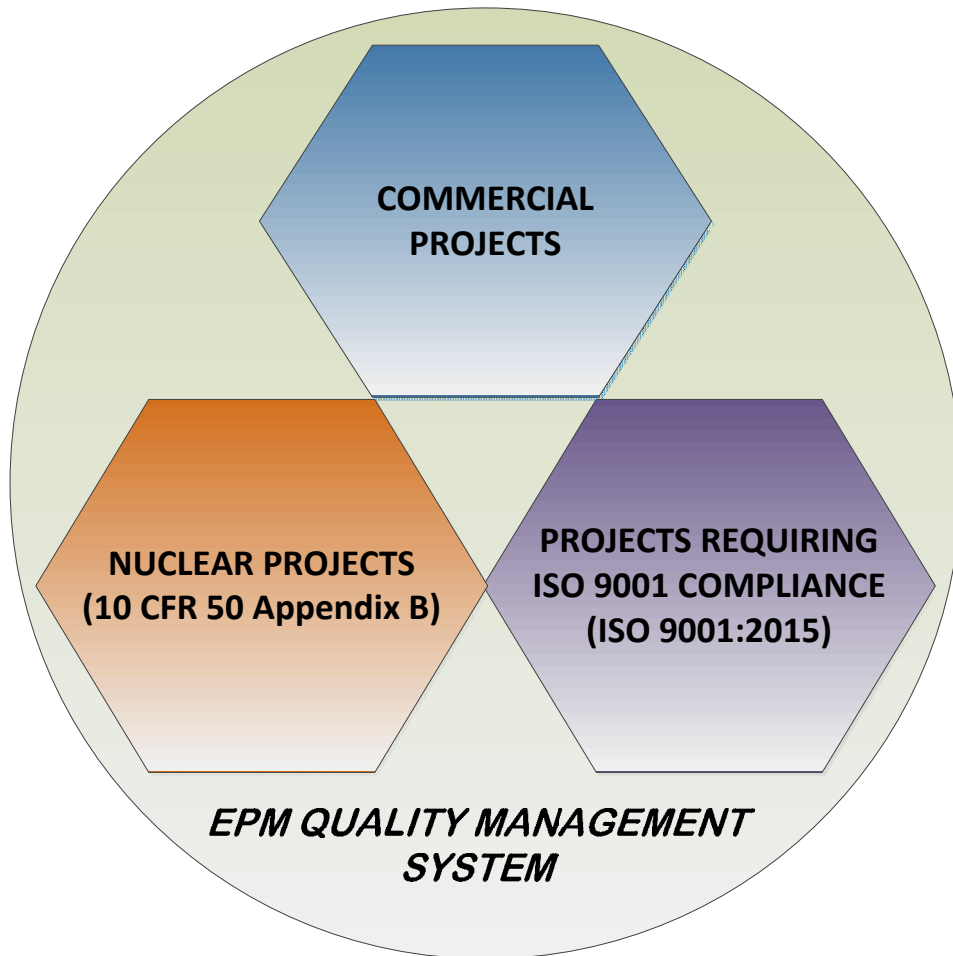 COMMERCIAL
PROJECTS
NUCLEAR PROJECTS
(10 CFR 50 Appendix B)
PROJECTS REQUIRING
ISO 9001 COMPLIANCE
(ISO 9001:2015)
EPM QUALITY MANAGEMENT
SYSTEM